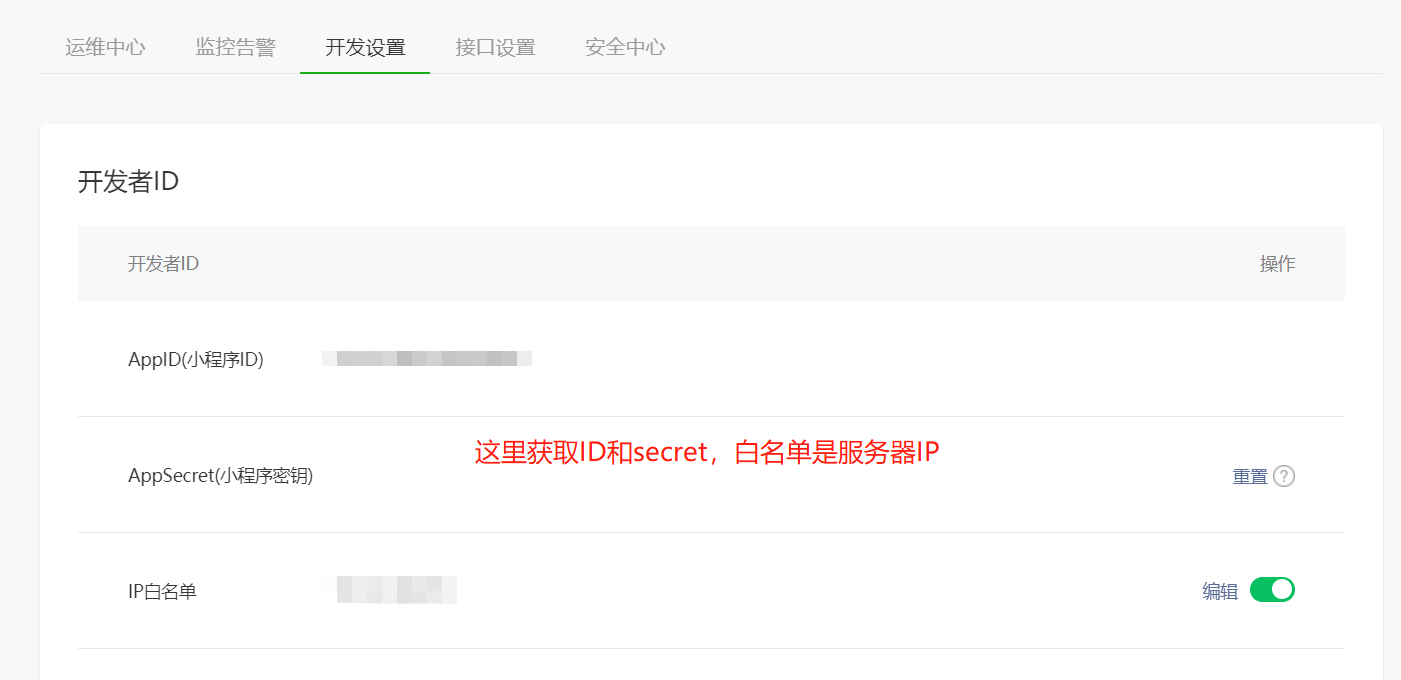 运维中心 监控告警 开发设置 接口设置 安全中心
开发者ID
开发者ID 操作
AppID(小程序ID)
这里获取ID和secret，白名单是服务器IP
AppSecret(小程序密钥) 重置 ?
IP白名单 编辑